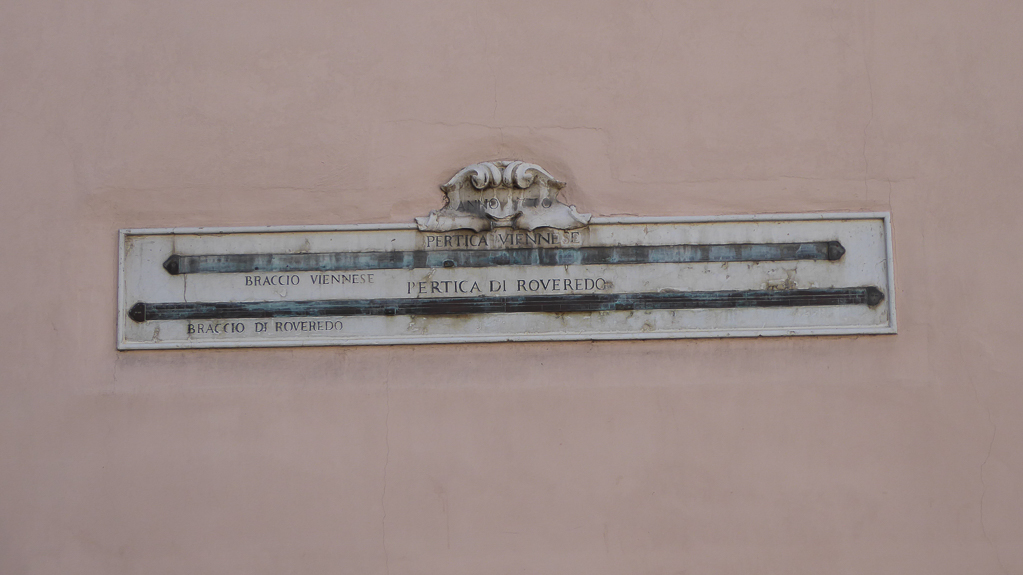 PERTICA VIENNESE
BRACCIO VIENNESE
PERTICA DI ROVEREDO
BRACCIO DI ROVEREDO